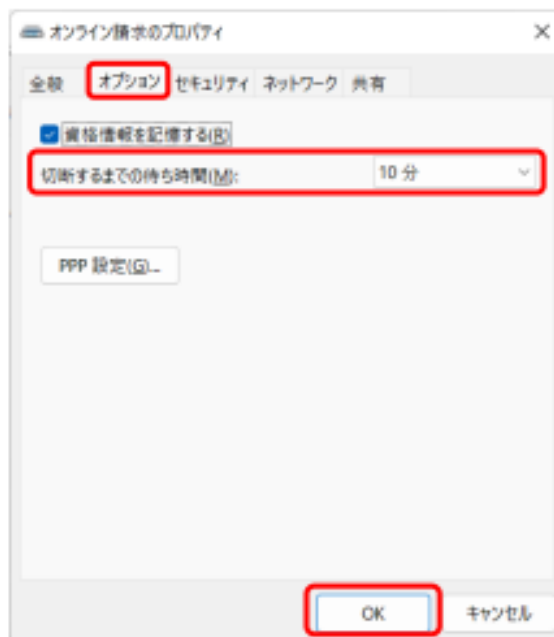 オンライン請求のプロパティ
全般 オプション セキュリティ ネットワーク 共有
資格情報を記憶する(R)
切断するまでの待ち時間(M): 10 分
PPP 設定(G)...
OK キャンセル